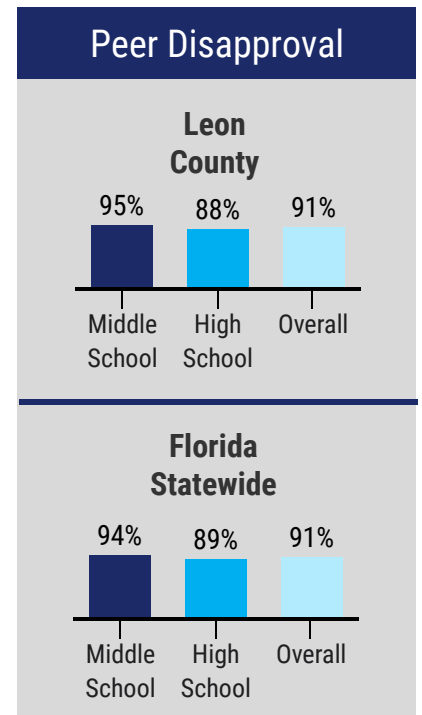 Peer Disapproval
Leon
County
95% 88% 91%
Middle High Overall
School School
Florida
Statewide
94% 89% 91%
Middle High Overall
School School